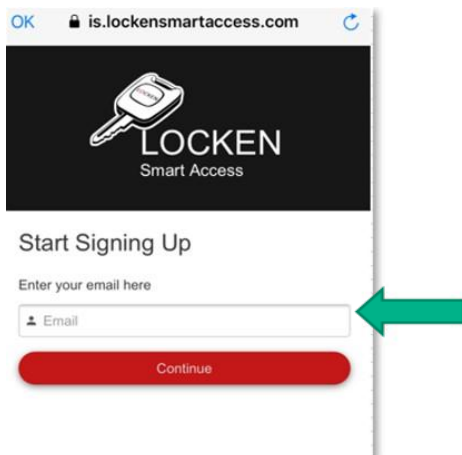 OK is.lockensmartaccess.com
LOCKEN
Smart Access
Start Signing Up
Enter your email here
Email
Continue